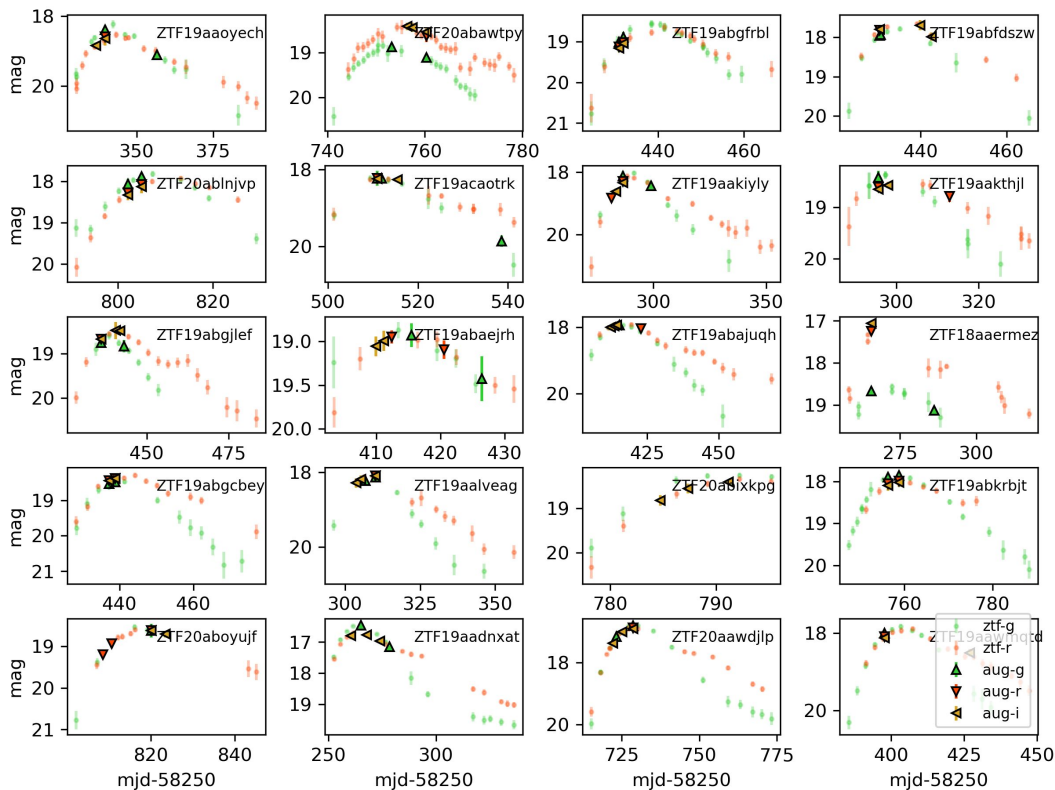 18
20
mag
350
375
ZTF19aaoyech
19
20
740
760
780
ZTF20abawtpy
19
20
21
440
460
ZTF19abgfrbl
18
19
20
440
460
ZTF19abfdszw
18
19
20
mag
800
820
ZTF20ablnjvp
18
20
500
520
540
ZTF19acaotrk
18
20
300
350
ZTF19aakiyly
19
20
300
320
ZTF19aakthjl
19
20
mag
450
475
ZTF19abgjlef
19.0
19.5
20.0
410
420
430
ZTF19abaejrh
18
20
425
450
ZTF19abajuqh
17
18
19
275
300
ZTF18aaermez
19
20
21
mag
440
460
ZTF19abgcbey
18
20
300
325
350
ZTF19aalveag
19
20
780
790
ZTF20abixkpg
18
19
20
760
780
ZTF19abkrbjt
19
20
21
mag
820
840
mjd-58250
ZTF20aboyujf
17
18
19
250
300
mjd-58250
ZTF19aadnxat
18
20
725
750
775
mjd-58250
ZTF20aawdjlp
18
20
400
425
450
mjd-58250
ztf-g
ztf-r
aug-g
aug-r
aug-i